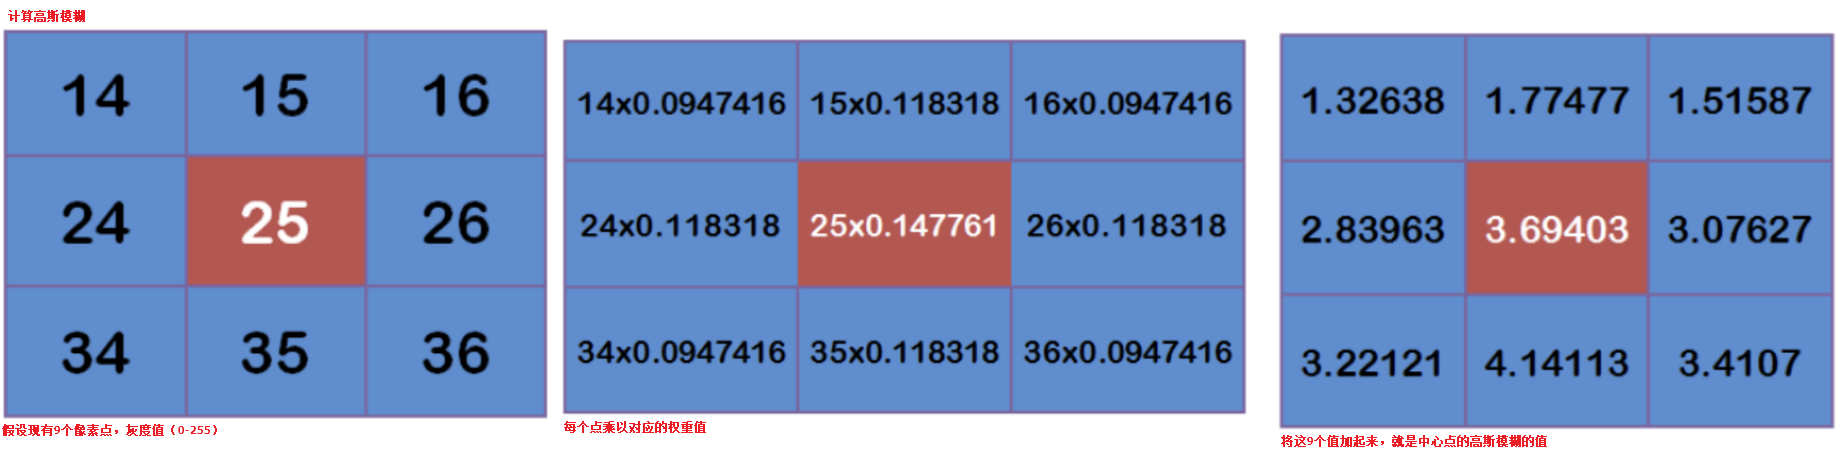 计算高斯模糊
14 15 16
24 25 26
34 35 36
假设现有9个像素点，灰度值（0-255）
14x0.0947416 15x0.118318 16x0.0947416
24x0.118318 25x0.147761 26x0.118318
34x0.0947416 35x0.118318 36x0.0947416
每个点乘以对应的权重值
1.32638 1.77477 1.51587
2.83963 3.69403 3.07627
3.22121 4.14113 3.4107
将这9个值加起来，就是中心点的高斯模糊的值